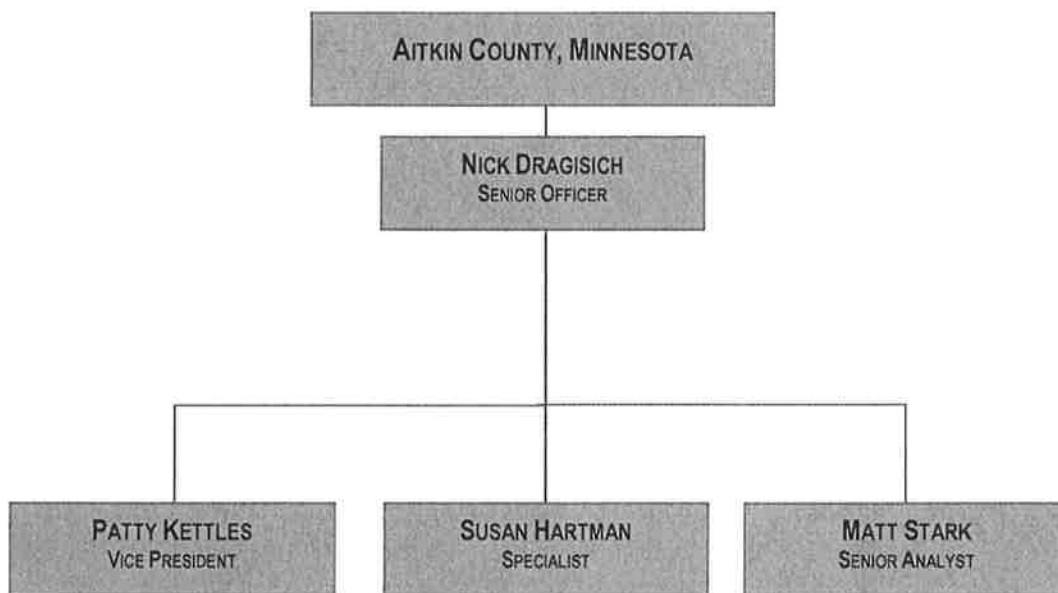 AITKIN COUNTY, MINNESOTA
NICK DRAGISICH
SENIOR OFFICER
PATTY KETTLES
VICE PRESIDENT
SUSAN HARTMAN
SPECIALIST
MATT STARK
SENIOR ANALYST